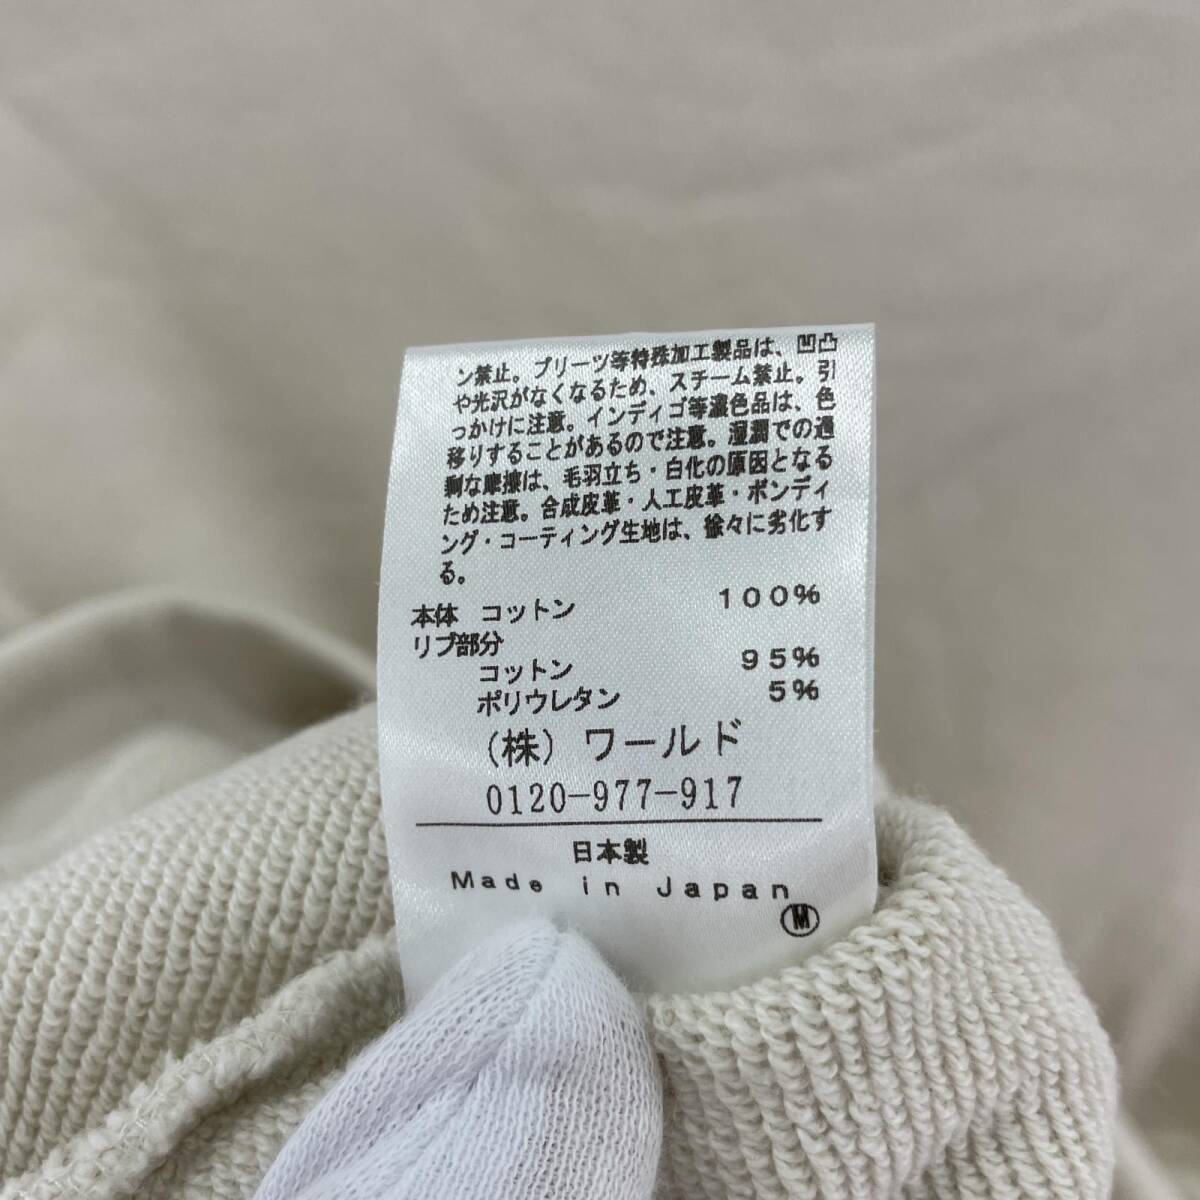 ン禁止。プリーツ等特殊加工製品は、凹凸
や光沢がなくなるため、スチーム禁止。引
っかけに注意。インディゴ等濃色品は、色
移りすることがあるので注意。湿潤での過
剰な摩擦は、毛羽立ち・白化の原因となる
ため注意。合成皮革・人工皮革・ボンディ
ング・コーティング生地は、徐々に劣化す
る。
本体 コットン 100%
リブ部分
コットン 95%
ポリウレタン 5%
(株) ワールド
0120-977-917
日本製
Made in Japan
M